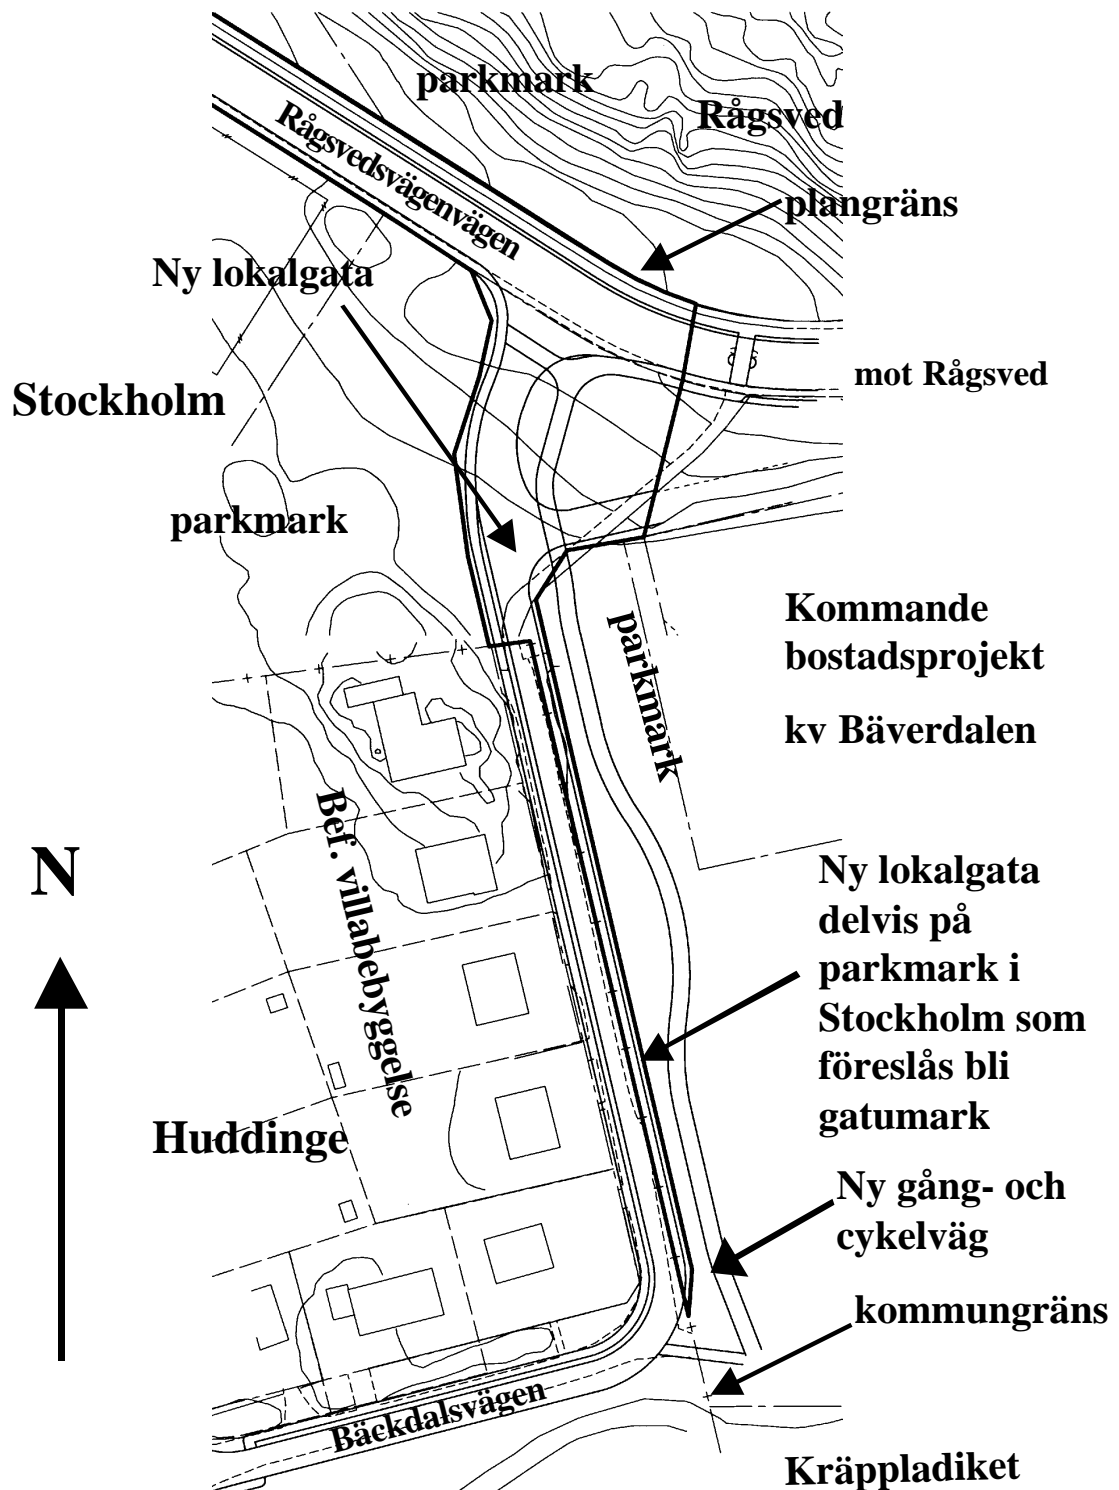 parkmark
Rågsved
Rågsvedsvägenvägen
plangräns
Ny lokalgata
mot Rågsved
Stockholm
parkmark
Kommande
bostadsprojekt
kv Bäverdalen
parkmark
Bef. villabebyggelse
N
Ny lokalgata
delvis på
parkmark i
Stockholm som
föreslås bli
gatumark
Huddinge
Ny gång- och
cykelväg
kommungräns
Bäckdalsvägen
Kräppladiket